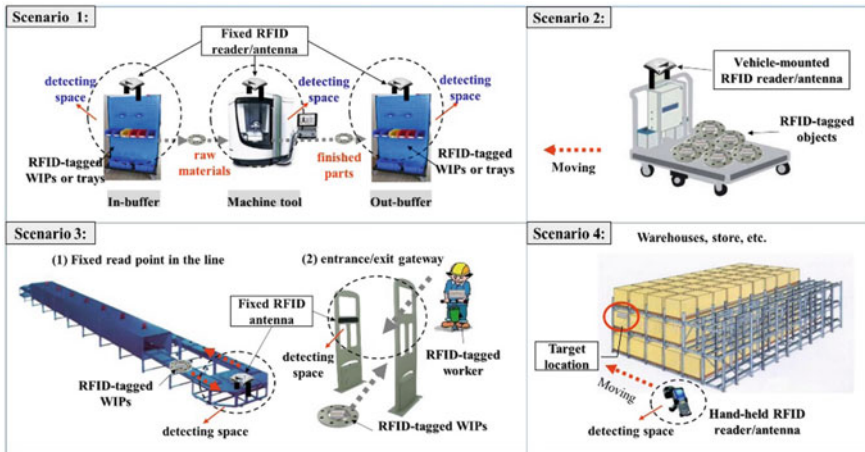 Scenario 1:
Fixed RFID
reader/antenna
detecting
space
detecting
space
detecting
space
RFID-tagged
WIPs or trays
raw
materials
finished
parts
RFID-tagged
WIPs or trays
In-buffer
Machine tool
Out-buffer
Scenario 2:
Vehicle-mounted
RFID reader/antenna
RFID-tagged
objects
Moving
Scenario 3:
(1) Fixed read point in the line
(2) entrance/exit gateway
Fixed RFID
antenna
detecting
space
RFID-tagged
worker
RFID-tagged
WIPs
detecting space
RFID-tagged WIPs
Scenario 4:
Warehouses, store, etc.
Target
location
Moving
detecting space
Hand-held RFID
reader/antenna